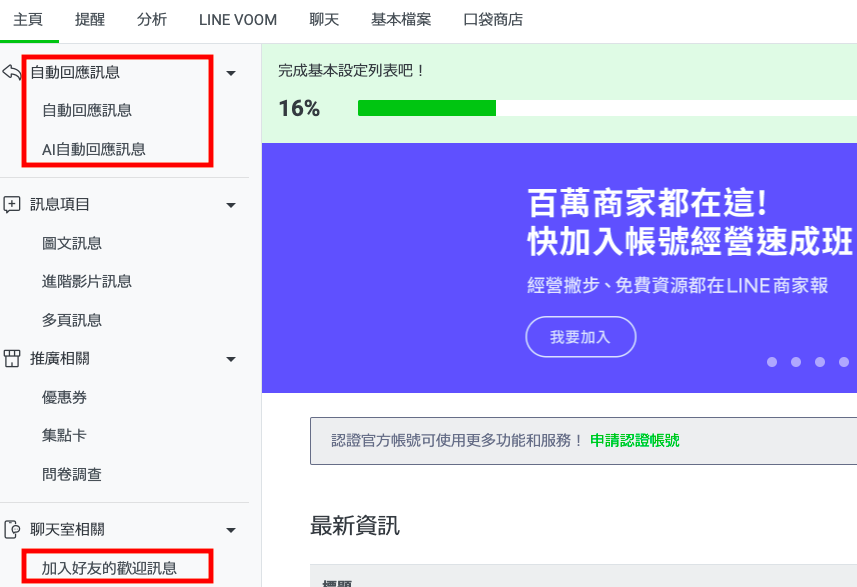 主頁 提醒 分析 LINE VOOM 聊天 基本檔案 口袋商店
自動回應訊息
自動回應訊息
AI自動回應訊息
訊息項目
圖文訊息
進階影片訊息
多頁訊息
推廣相關
優惠券
集點卡
問卷調查
聊天室相關
加入好友的歡迎訊息
完成基本設定列表吧！
16%
百萬商家都在這!
快加入帳號經營速成班
經營撇步、免費資源都在LINE商家報
我要加入
認證官方帳號可使用更多功能和服務！ 申請認證帳號
最新資訊
標題